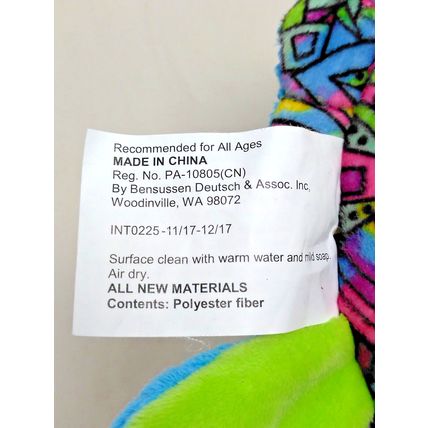 Recommended for All Ages
MADE IN CHINA
Reg. No. PA-10805(CN)
By Bensussen Deutsch & Assoc. Inc,
Woodinville, WA 98072
INT0225-11/17-12/17
Surface clean with warm water and mild soap.
Air dry.
ALL NEW MATERIALS
Contents: Polyester fiber